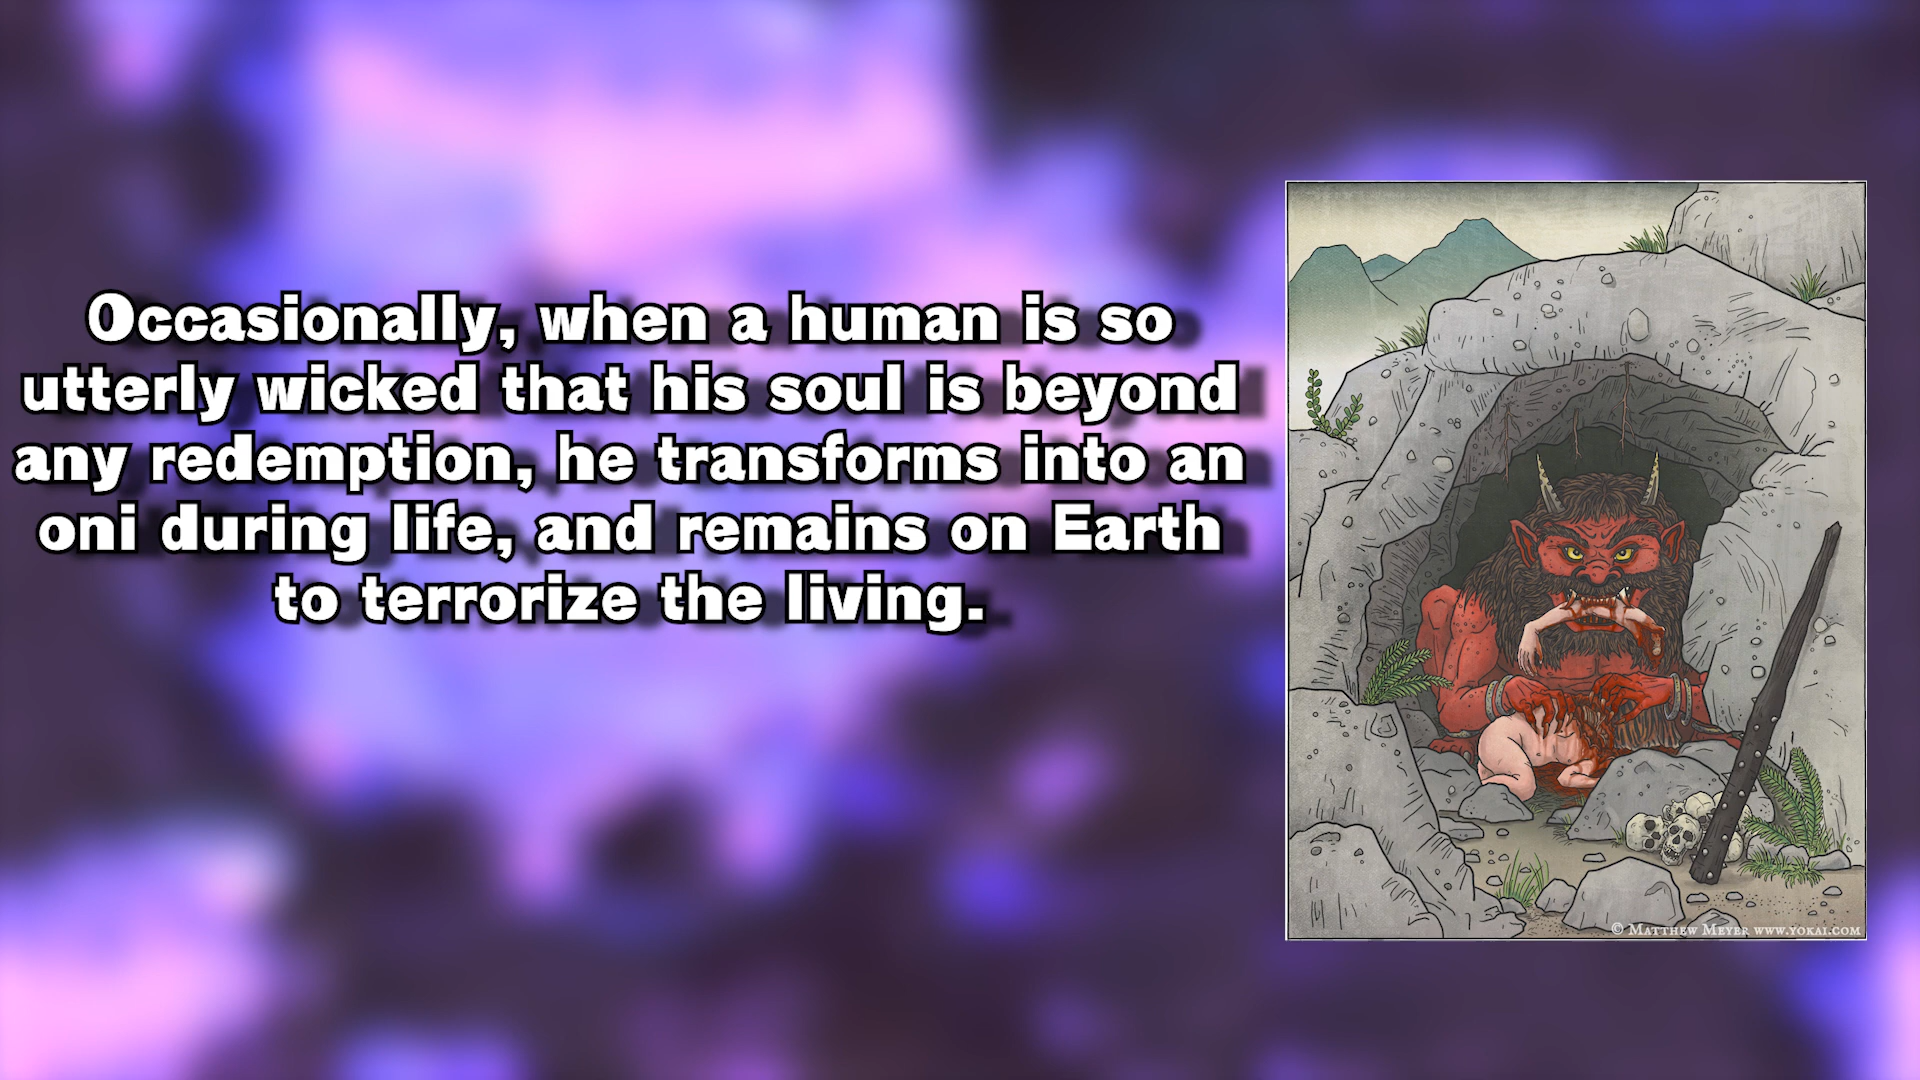 Occasionally, when a human is so
utterly wicked that his soul is beyond
any redemption, he transforms into an
oni during life, and remains on Earth
to terrorize the living.
© Matthew Meyer www.yokai.com